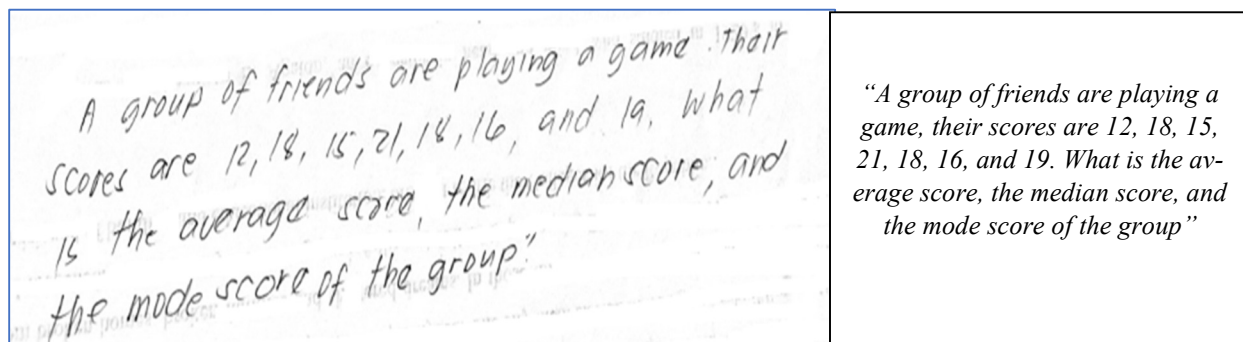 A group of friends are playing a game. Their
scores are 12, 18, 15, 21, 18, 16, and 19. What
is the average score, the median score, and
the mode score of the group"
“A group of friends are playing a
game, their scores are 12, 18, 15,
21, 18, 16, and 19. What is the av-
erage score, the median score, and
the mode score of the group”